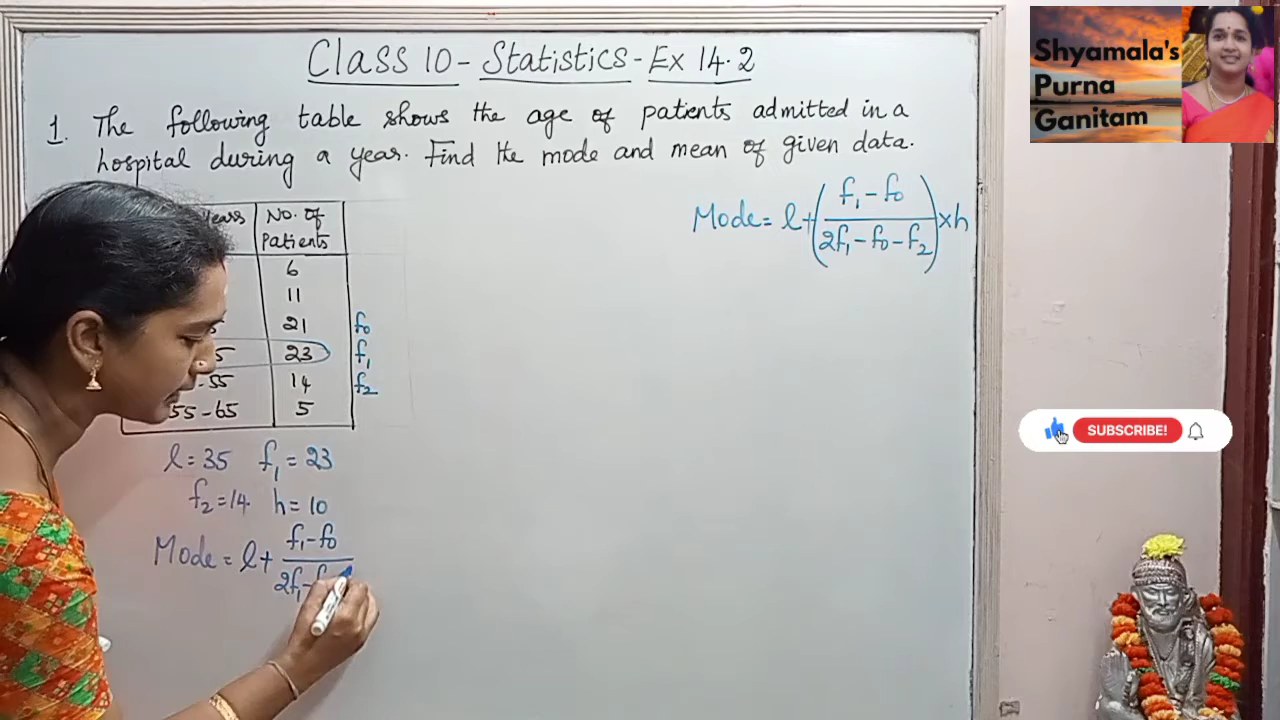 Class 10 - Statistics - Ex 14.2
1. The following table shows the age of patients admitted in a
hospital during a year. Find the mode and mean of given data.
Shyamala's
Purna
Ganitam
No. of
Patients
6
11
21 f0
23 f1
-55 14 f2
55-65 5
Mode = l+(f1-f0/2f1-f0-f2)×h
l=35 f1=23
f2=14 h=10
Mode = l+ f1-f0
2f1-
SUBSCRIBE!